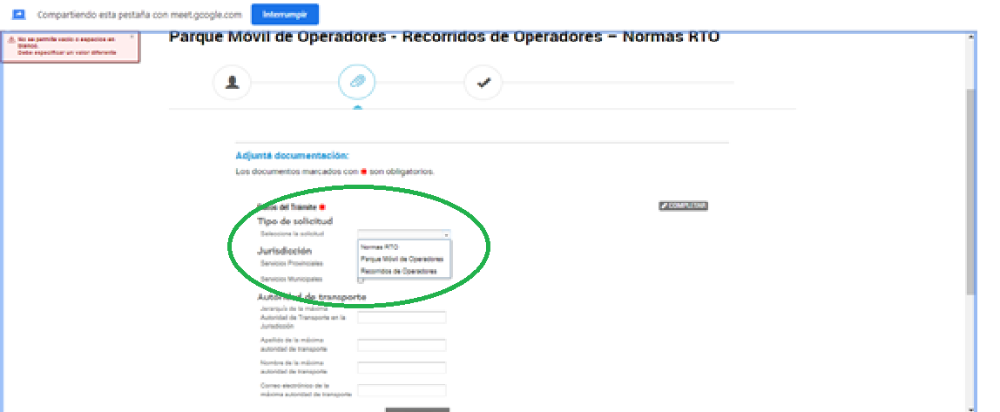 Compartiendo esta pestaña con meet.google.com
Interrumpir
No se permite vacío o espacios en blanco.
Debe especificar un valor diferente
Parque Móvil de Operadores - Recorridos de Operadores – Normas RTO
Adjuntá documentación:
Los documentos marcados con son obligatorios.
Datos del Trámite
COMPLETAR
Tipo de solicitud
Seleccione la solicitud
Normas RTO
Jurisdicción
Parque Móvil de Operadores
Servicios Provinciales
Recorridos de Operadores
Servicios Municipales
Autoridad de transporte
Jerarquía de la máxima
Autoridad de Transporte en la
Jurisdicción
Apellido de la máxima
autoridad de transporte
Nombre de la máxima
autoridad de transporte
Correo electrónico de la
máxima autoridad de transporte